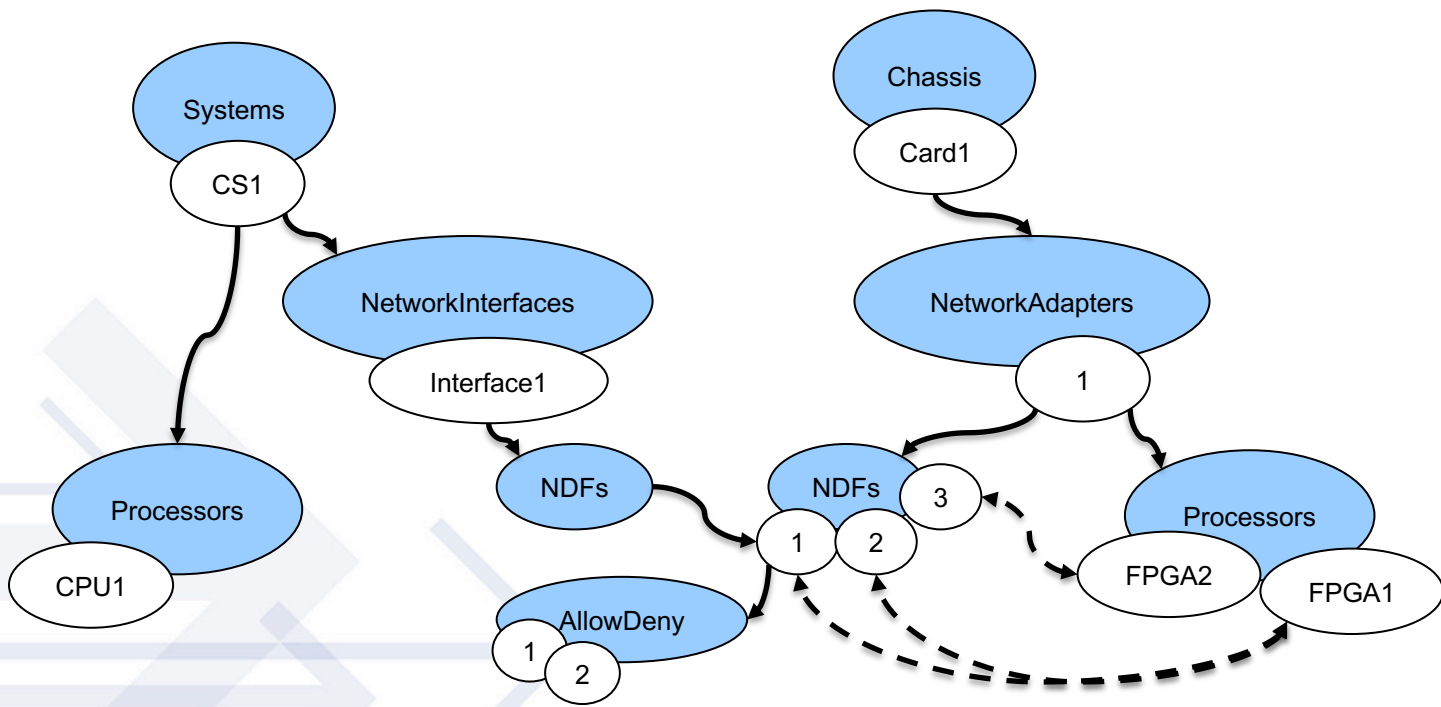 Systems
CS1
Chassis
Card1
NetworkInterfaces
Interface1
NetworkAdapters
1
Processors
CPU1
NDFs
NDFs
1
2
3
Processors
FPGA2
FPGA1
AllowDeny
1
2